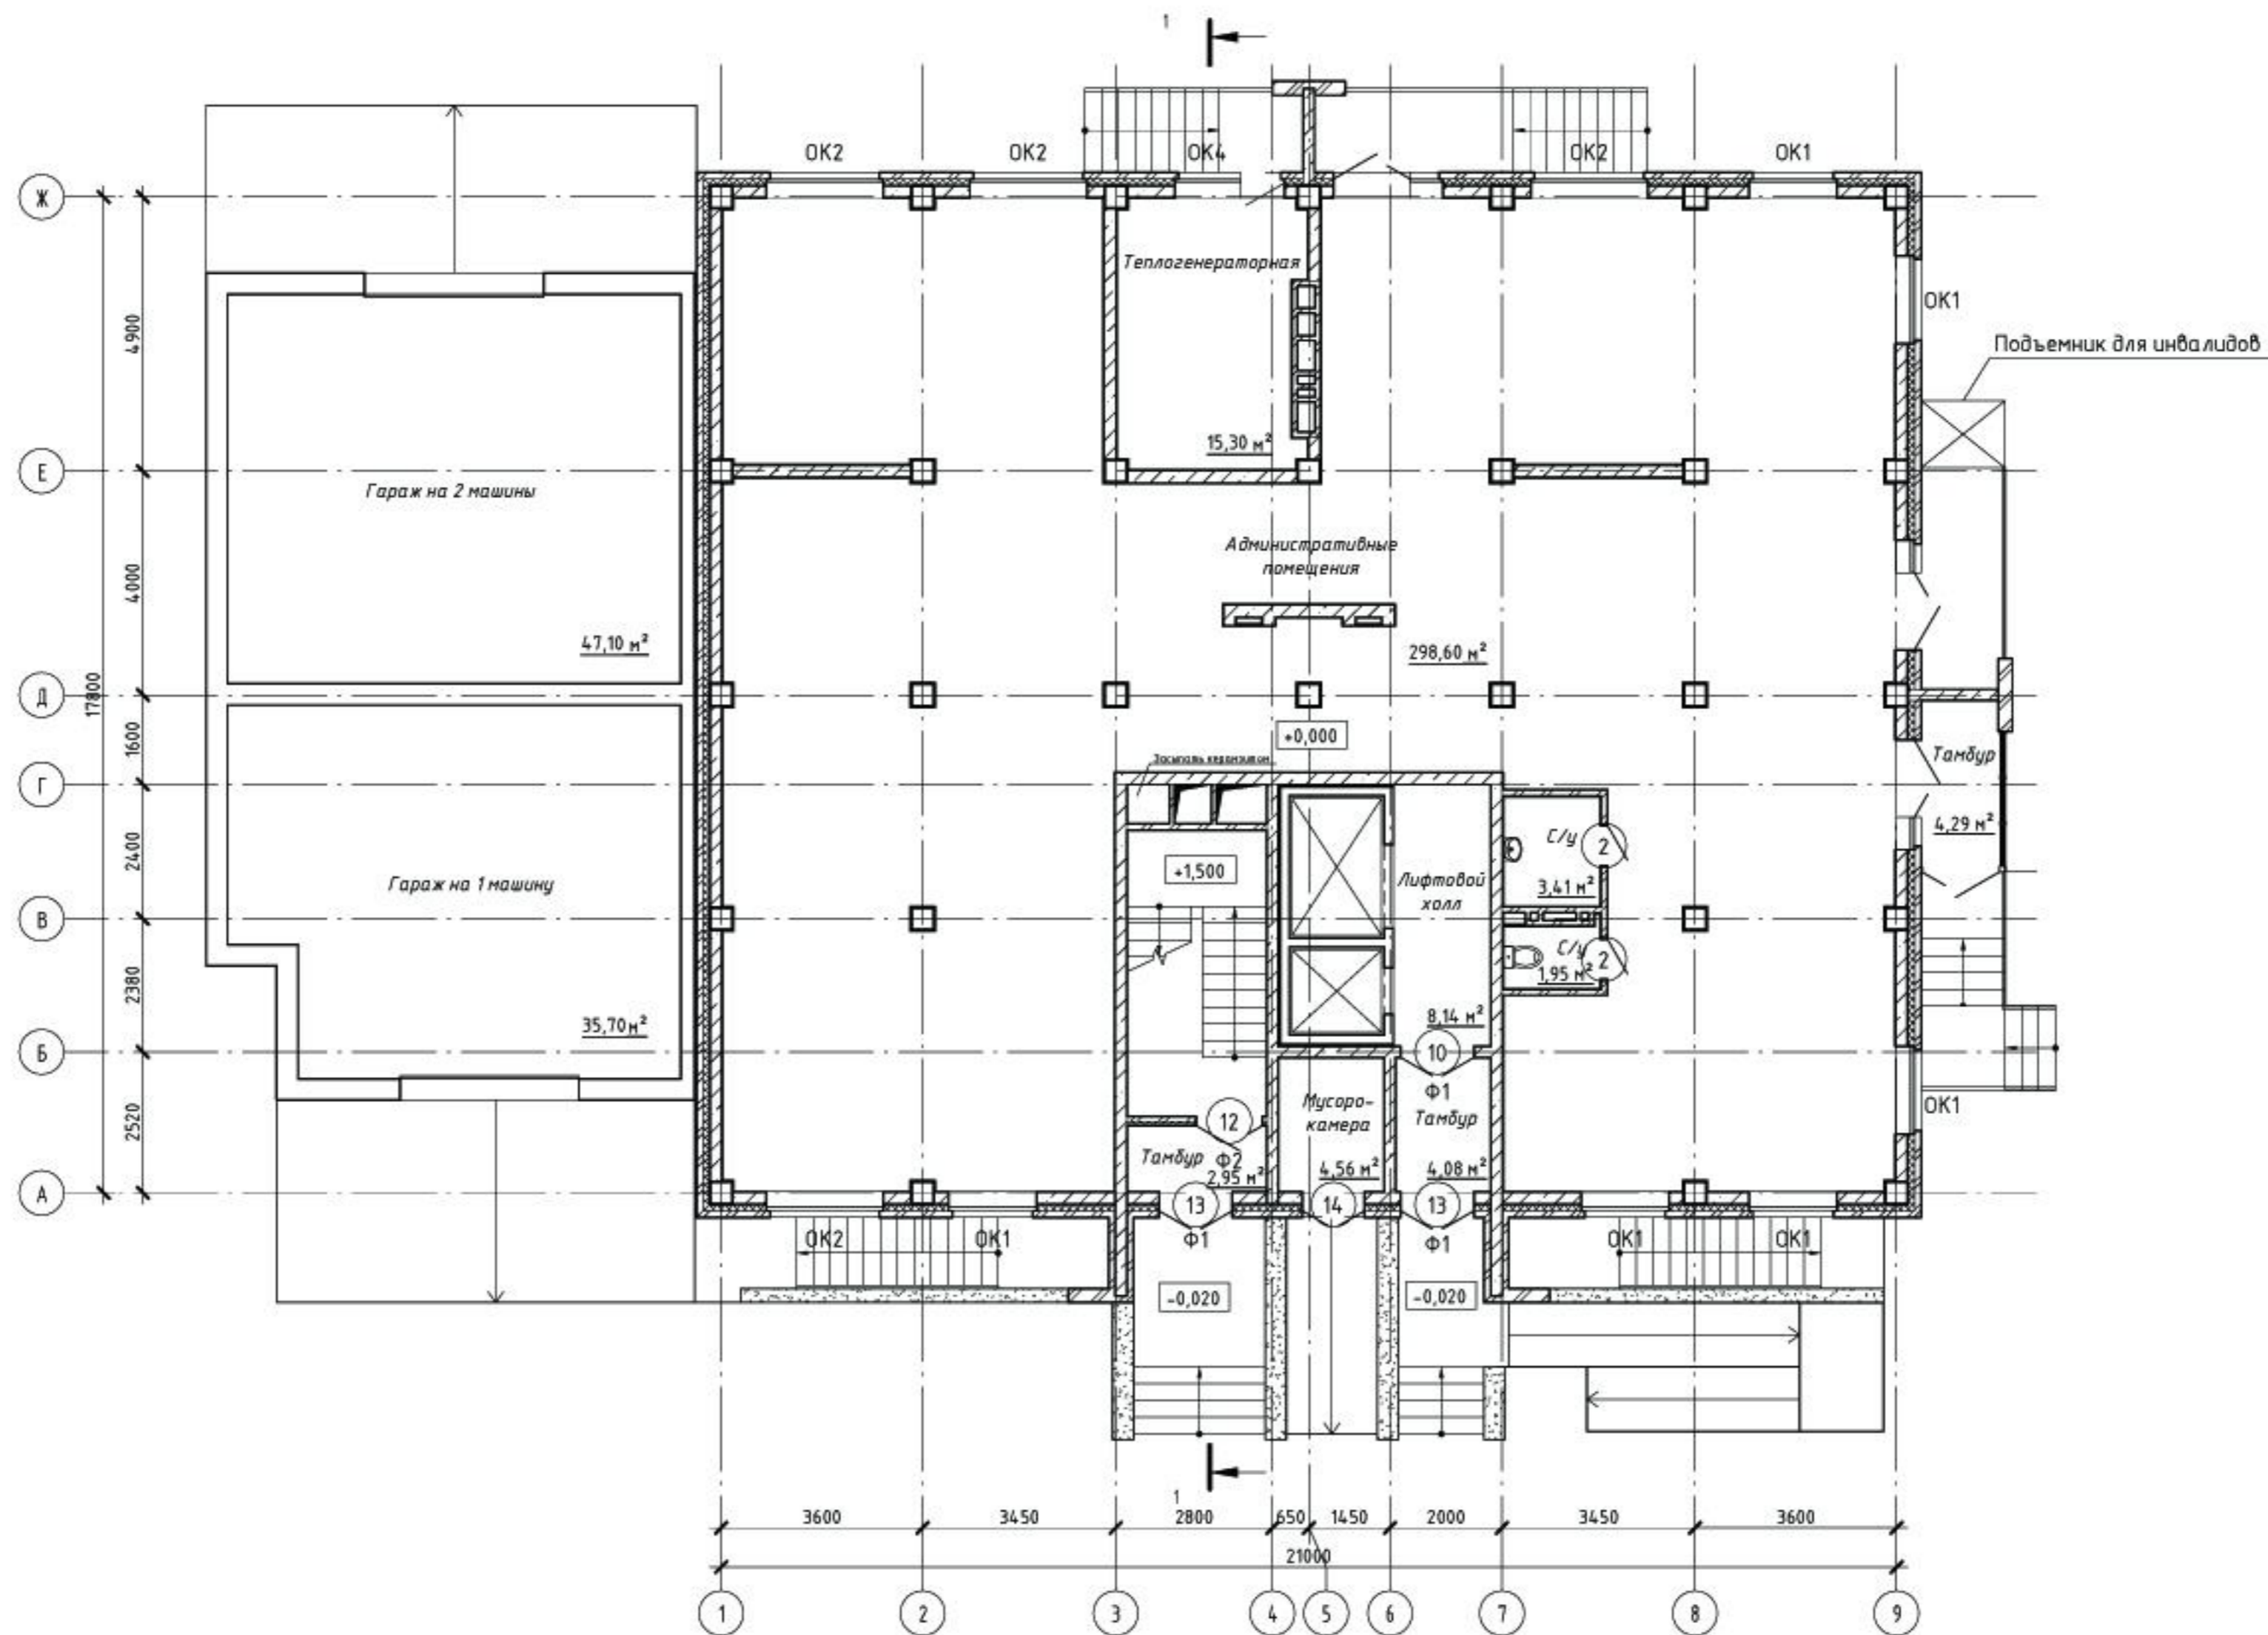 1
ОК2
ОК2
ОК4
ОК2
ОК1
Ж
Теплогенераторная
ОК1
4900
Подъемник для инвалидов
15,30 м²
Е
Гараж на 2 машины
Административные
помещения
4000
47,10 м²
298,60 м²
Д
17800
1600
+0,000
Засыпать керамзитом
Тамбур
Г
4,29 м²
2400
С/у
2
+1,500
Гараж на 1 машину
Лифтовой
холл
3,41 м²
В
С/у
2
1,95 м²
2380
35,70 м²
8,14 м²
Б
10
Ф1
ОК1
Мусоро-
камера
Тамбур
2520
12
Тамбур
Ф2
2,95 м²
4,56 м²
4,08 м²
А
13
14
13
ОК2
ОК1
Ф1
Ф1
ОК1
ОК1
-0,020
-0,020
1
3600
3450
2800
650
1450
2000
3450
3600
21000
1
2
3
4
5
6
7
8
9